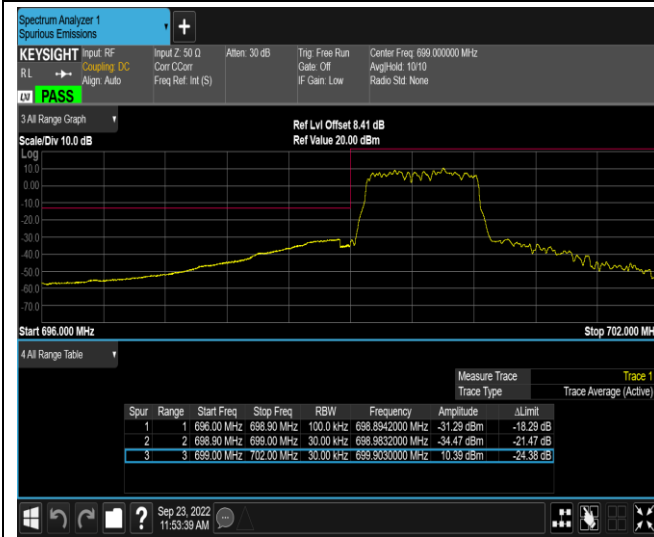 Spectrum Analyzer 1
Spurious Emissions
KEYSIGHT Input: RF Input Z: 50 Ω Atten: 30 dB Trig: Free Run Center Freq: 699.000000 MHz
RL Coupling: DC Corr CCorr Gate: Off Avg|Hold: 10/10
Align: Auto Freq Ref: Int (S) IF Gain: Low Radio Std: None
LXI PASS
3 All Range Graph
Ref Lvl Offset 8.41 dB
Scale/Div 10.0 dB Ref Value 20.00 dBm
Log
10.0
0.00
-10.0
-20.0
-30.0
-40.0
-50.0
-60.0
-70.0
Start 696.000 MHz Stop 702.000 MH
4 All Range Table
Measure Trace Trace 1
Trace Type Trace Average (Active)
Spur Range Start Freq Stop Freq RBW Frequency Amplitude ΔLimit
1 1 696.00 MHz 698.90 MHz 100.0 kHz 698.8942000 MHz -31.29 dBm -18.29 dB
2 2 698.90 MHz 699.00 MHz 30.00 kHz 698.9832000 MHz -34.47 dBm -21.47 dB
3 3 699.00 MHz 702.00 MHz 30.00 kHz 699.9030000 MHz 10.39 dBm -24.38 dB
? Sep 23, 2022
11:53:39 AM